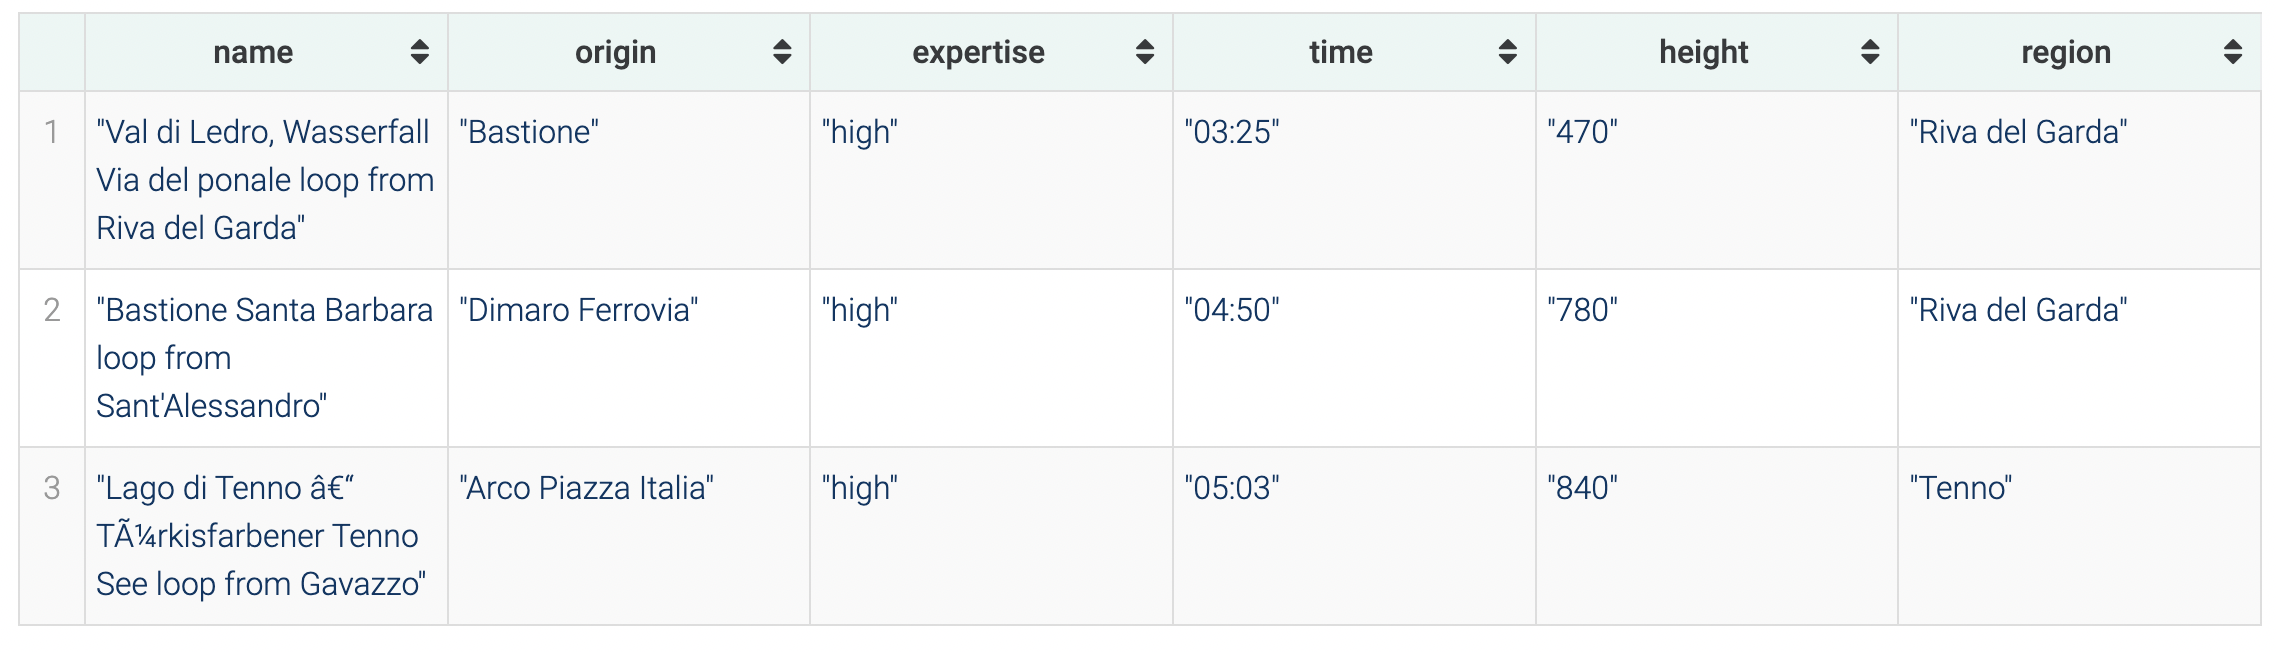 name origin expertise time height region
1 "Val di Ledro, Wasserfall "Bastione" "high" "03:25" "470" "Riva del Garda"
Via del ponale loop from
Riva del Garda"
2 "Bastione Santa Barbara "Dimaro Ferrovia" "high" "04:50" "780" "Riva del Garda"
loop from
Sant'Alessandro"
3 "Lago di Tenno â€“ "Arco Piazza Italia" "high" "05:03" "840" "Tenno"
TÃ¼rkisfarbener Tenno
See loop from Gavazzo"